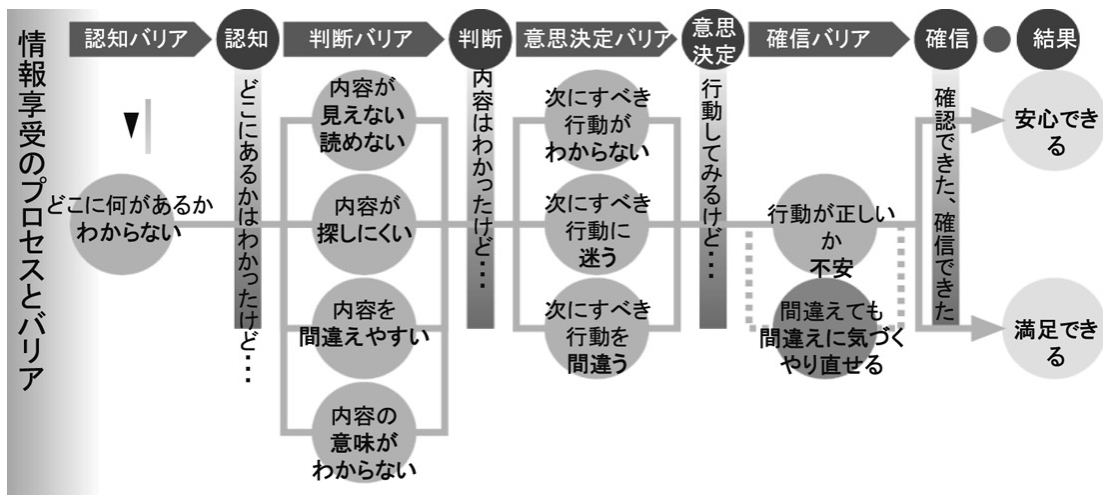 情報享受のプロセスとバリア
認知バリア
認知
判断バリア
判断
意思決定バリア
意思
決定
確信バリア
確信
結果
どこに何があるか
わからない
どこにあるかはわかったけど・・・
内容が
見えない
読めない
内容が
探しにくい
内容を
間違えやすい
内容の
意味が
わからない
内容はわかったけど・・・
次にすべき
行動が
わからない
次にすべき
行動に
迷う
次にすべき
行動を
間違う
行動してみるけど・・・
行動が正しい
か
不安
間違えても
間違えに気づく
やり直せる
確認できた、確信できた
安心でき
る
満足でき
る